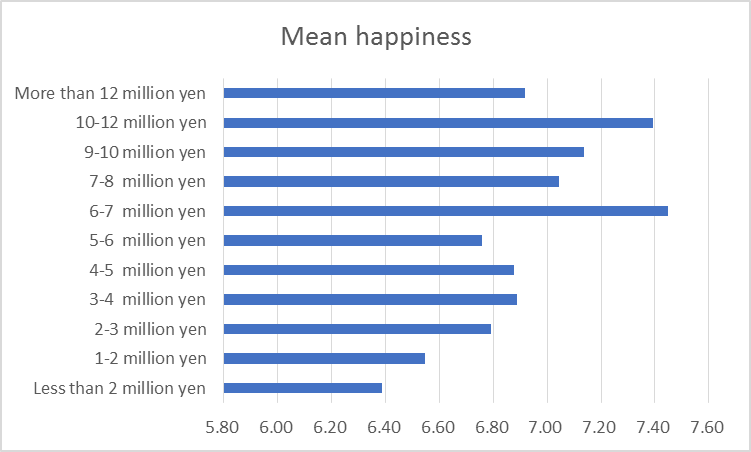 Mean happiness
More than 12 million yen
10-12 million yen
9-10 million yen
7-8  million yen
6-7  million yen
5-6  million yen
4-5  million yen
3-4  million yen
2-3 million yen
1-2 million yen
Less than 2 million yen
5.80 6.00 6.20 6.40 6.60 6.80 7.00 7.20 7.40 7.60